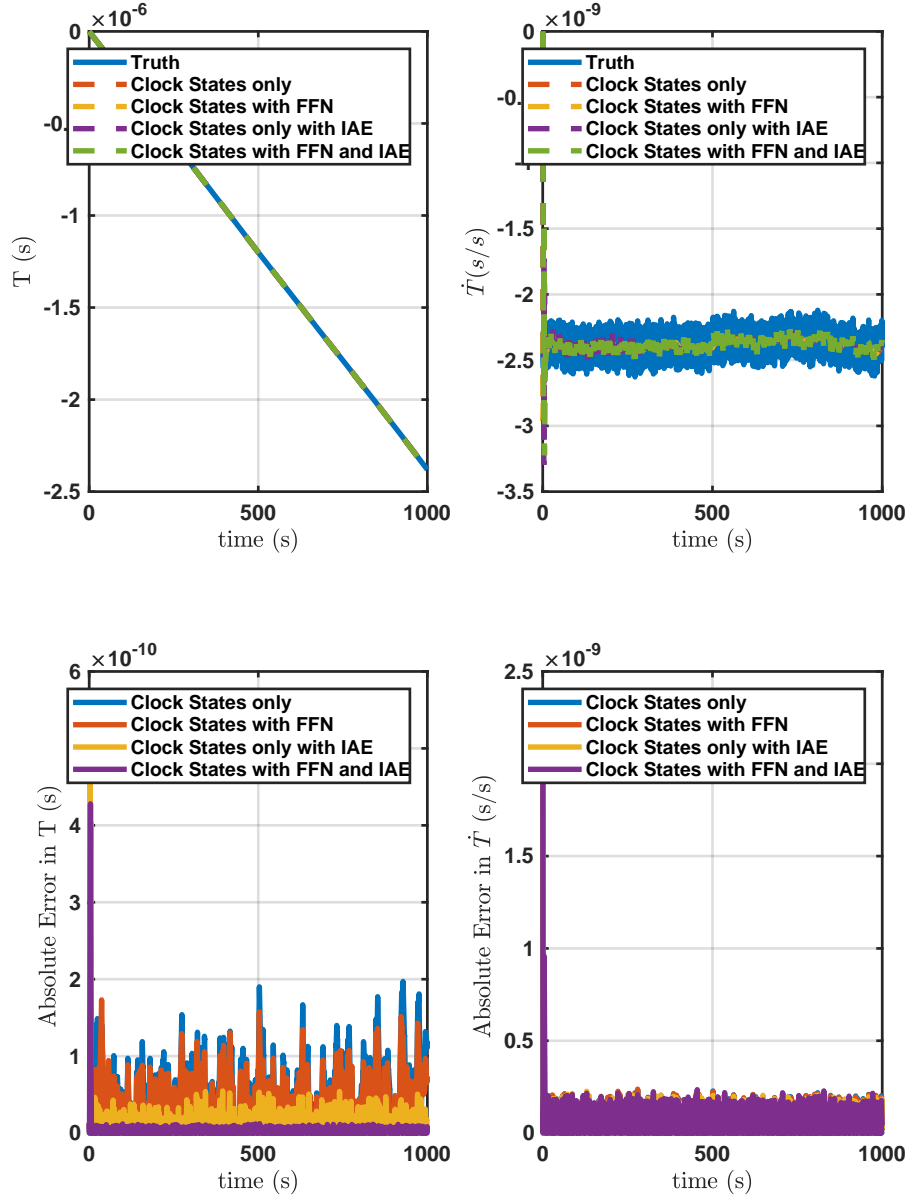 ×10-6
0
Truth
Clock States only
Clock States with FFN
Clock States only with IAE
Clock States with FFN and IAE
-0.
-1
-1.5
-2
-2.5
T (s)
0
500
1000
time (s)
×10-9
0
Truth
Clock States only
Clock States with FFN
Clock States only with IAE
Clock States with FFN and IAE
-0.
-1.5
-2
-2.5
-3
-3.5
Ṫ(s/s)
0
500
1000
time (s)
×10-10
6
Clock States only
Clock States with FFN
Clock States only with IAE
Clock States with FFN and IAE
4
3
2
1
0
Absolute Error in T (s)
0
500
1000
time (s)
×10-9
2.5
Clock States only
Clock States with FFN
Clock States only with IAE
Clock States with FFN and IAE
1.5
1
0.5
0
Absolute Error in Ṫ (s/s)
0
500
1000
time (s)